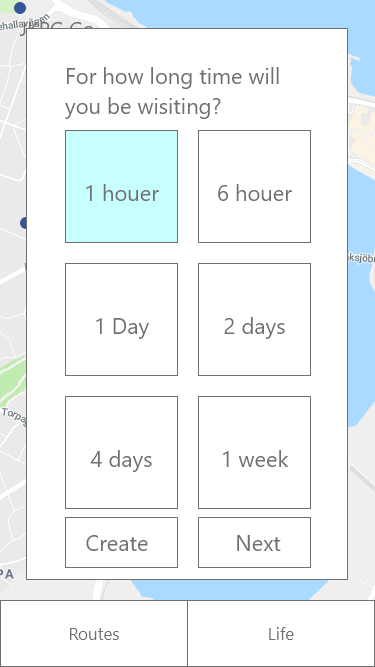 For how long time will
you be wisiting?
1 houer
6 houer
1 Day
2 days
4 days
1 week
Create
Next
Routes
Life